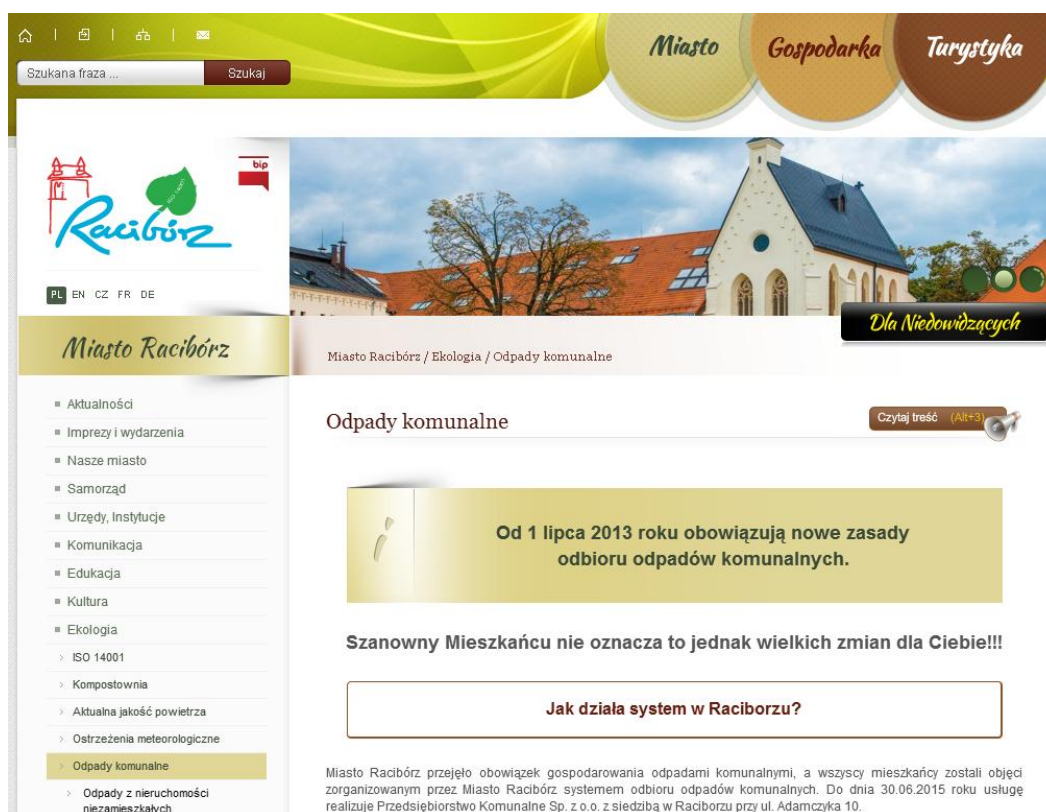 Miasto
Gospodarka
Turystyka
Szukana fraza ...
Szukaj
bip
ISO 14001
Racibórz
PL EN CZ FR DE
Dla Niedowidzących
Miasto Racibórz
Miasto Racibórz / Ekologia / Odpady komunalne
Aktualności
Imprezy i wydarzenia
Nasze miasto
Samorząd
Urzędy, Instytucje
Komunikacja
Edukacja
Kultura
Ekologia
ISO 14001
Kompostownia
Aktualna jakość powietrza
Ostrzeżenia meteorologiczne
Odpady komunalne
Odpady z nieruchomości
niezamieszkałych
Odpady komunalne
Czytaj treść (Alt+3)
i
Od 1 lipca 2013 roku obowiązują nowe zasady
odbioru odpadów komunalnych.
Szanowny Mieszkańcu nie oznacza to jednak wielkich zmian dla Ciebie!!!
Jak działa system w Raciborzu?
Miasto Racibórz przejęło obowiązek gospodarowania odpadami komunalnymi, a wszyscy mieszkańcy zostali objęci
zorganizowanym przez Miasto Racibórz systemem odbioru odpadów komunalnych. Do dnia 30.06.2015 roku usługę
realizuje Przedsiębiorstwo Komunalne Sp. z o.o. z siedzibą w Raciborzu przy ul. Adamczyka 10.